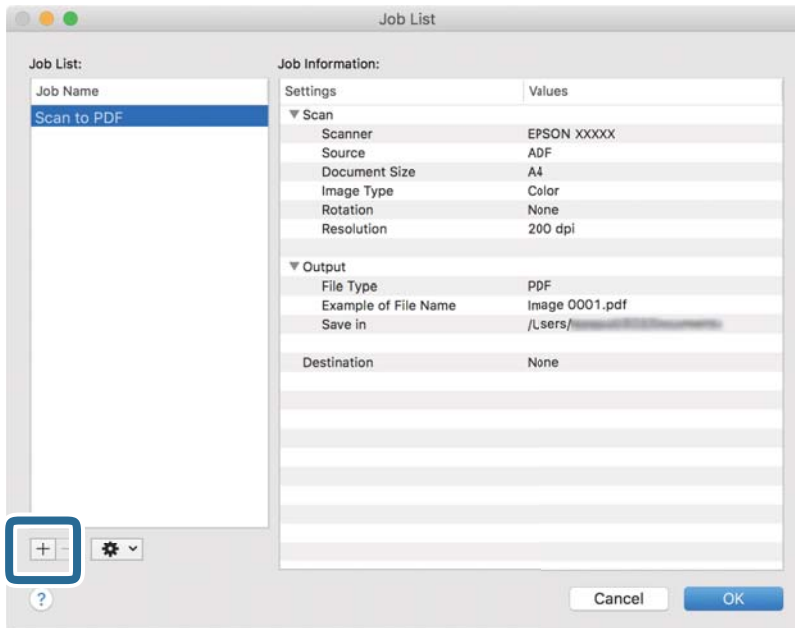 Job List
Job List:
Job Information:
Job Name
Settings Values
Scan to PDF
Scan
Scanner EPSON XXXXX
Source ADF
Document Size A4
Image Type Color
Rotation None
Resolution 200 dpi
Output
File Type PDF
Example of File Name Image 0001.pdf
Save in /Users/
Destination None
+ -
?
Cancel OK